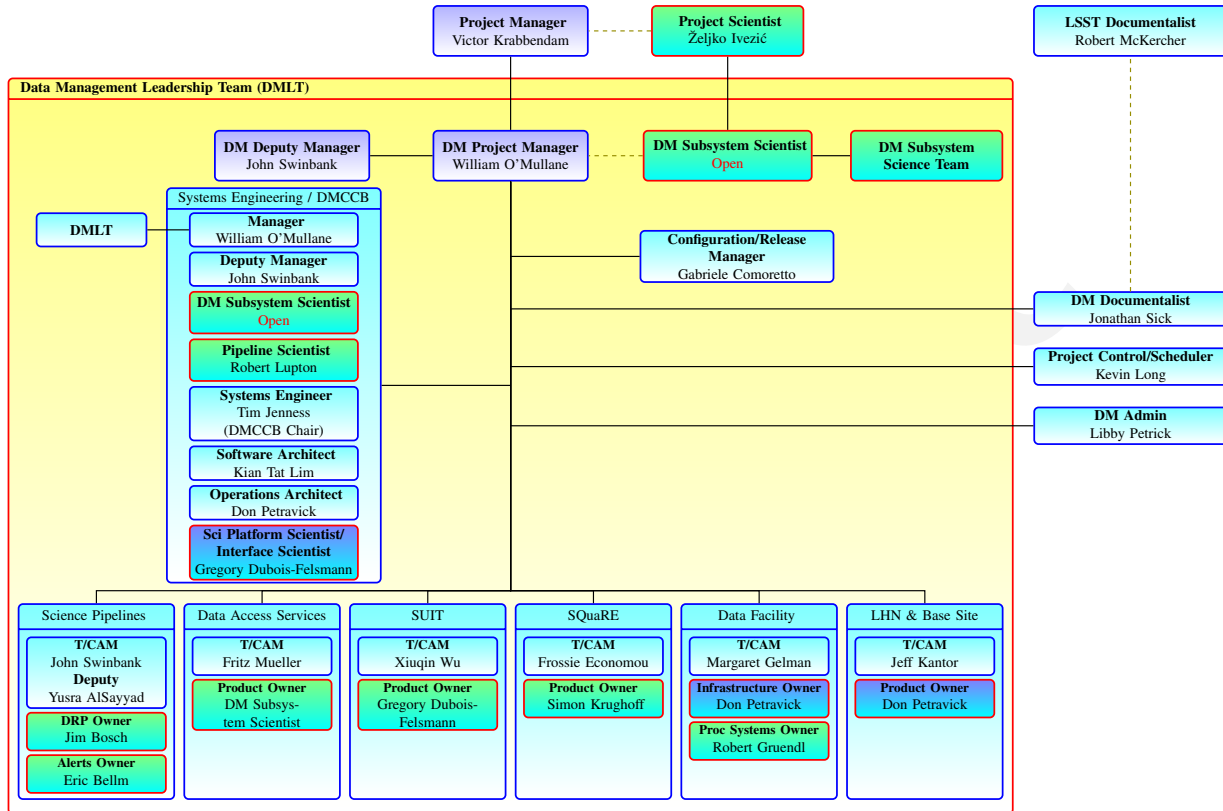 Project Manager
Victor Krabbendam
Project Scientist
Željko Ivezić
LSST Documentalist
Robert McKercher
Data Management Leadership Team (DMLT)
DM Deputy Manager
John Swinbank
DM Project Manager
William O’Mullane
DM Subsystem Scientist
Open
DM Subsystem
Science Team
Systems Engineering / DMCCB
DMLT
Manager
William O’Mullane
Deputy Manager
John Swinbank
DM Subsystem Scientist
Open
Pipeline Scientist
Robert Lupton
Systems Engineer
Tim Jenness
(DMCCB Chair)
Software Architect
Kian Tat Lim
Operations Architect
Don Petravick
Sci Platform Scientist/
Interface Scientist
Gregory Dubois-Felsmann
Configuration/Release
Manager
Gabriele Comoretto
DM Documentalist
Jonathan Sick
Project Control/Scheduler
Kevin Long
DM Admin
Libby Petrick
Science Pipelines
T/CAM
John Swinbank
Deputy
Yusra AlSayyad
DRP Owner
Jim Bosch
Alerts Owner
Eric Bellm
Data Access Services
T/CAM
Fritz Mueller
Product Owner
DM Subsys-
tem Scientist
SUIT
T/CAM
Xiuqin Wu
Product Owner
Gregory Dubois-
Felsmann
SQuaRE
T/CAM
Frossie Economou
Product Owner
Simon Krughoff
Data Facility
T/CAM
Margaret Gelman
Infrastructure Owner
Don Petravick
Proc Systems Owner
Robert Gruendl
LHN & Base Site
T/CAM
Jeff Kantor
Product Owner
Don Petravick